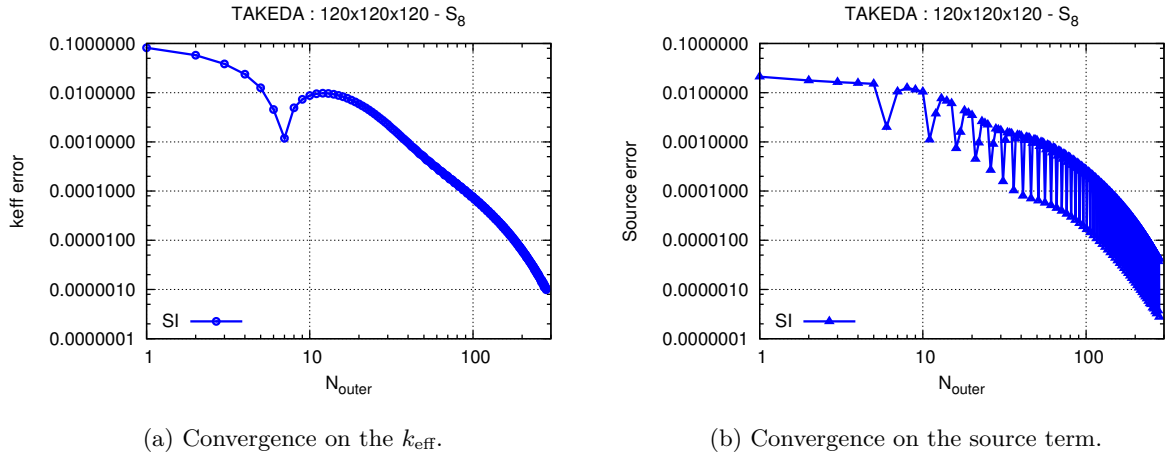 TAKEDA : 120x120x120 - S8
keff error
0.1000000
0.0100000
0.0010000
0.0001000
0.0000100
0.0000010
0.0000001
SI
1
10
100
Nouter
(a) Convergence on the keff.
TAKEDA : 120x120x120 - S8
Source error
0.1000000
0.0100000
0.0010000
0.0001000
0.0000100
0.0000010
0.0000001
SI
1
10
100
Nouter
(b) Convergence on the source term.